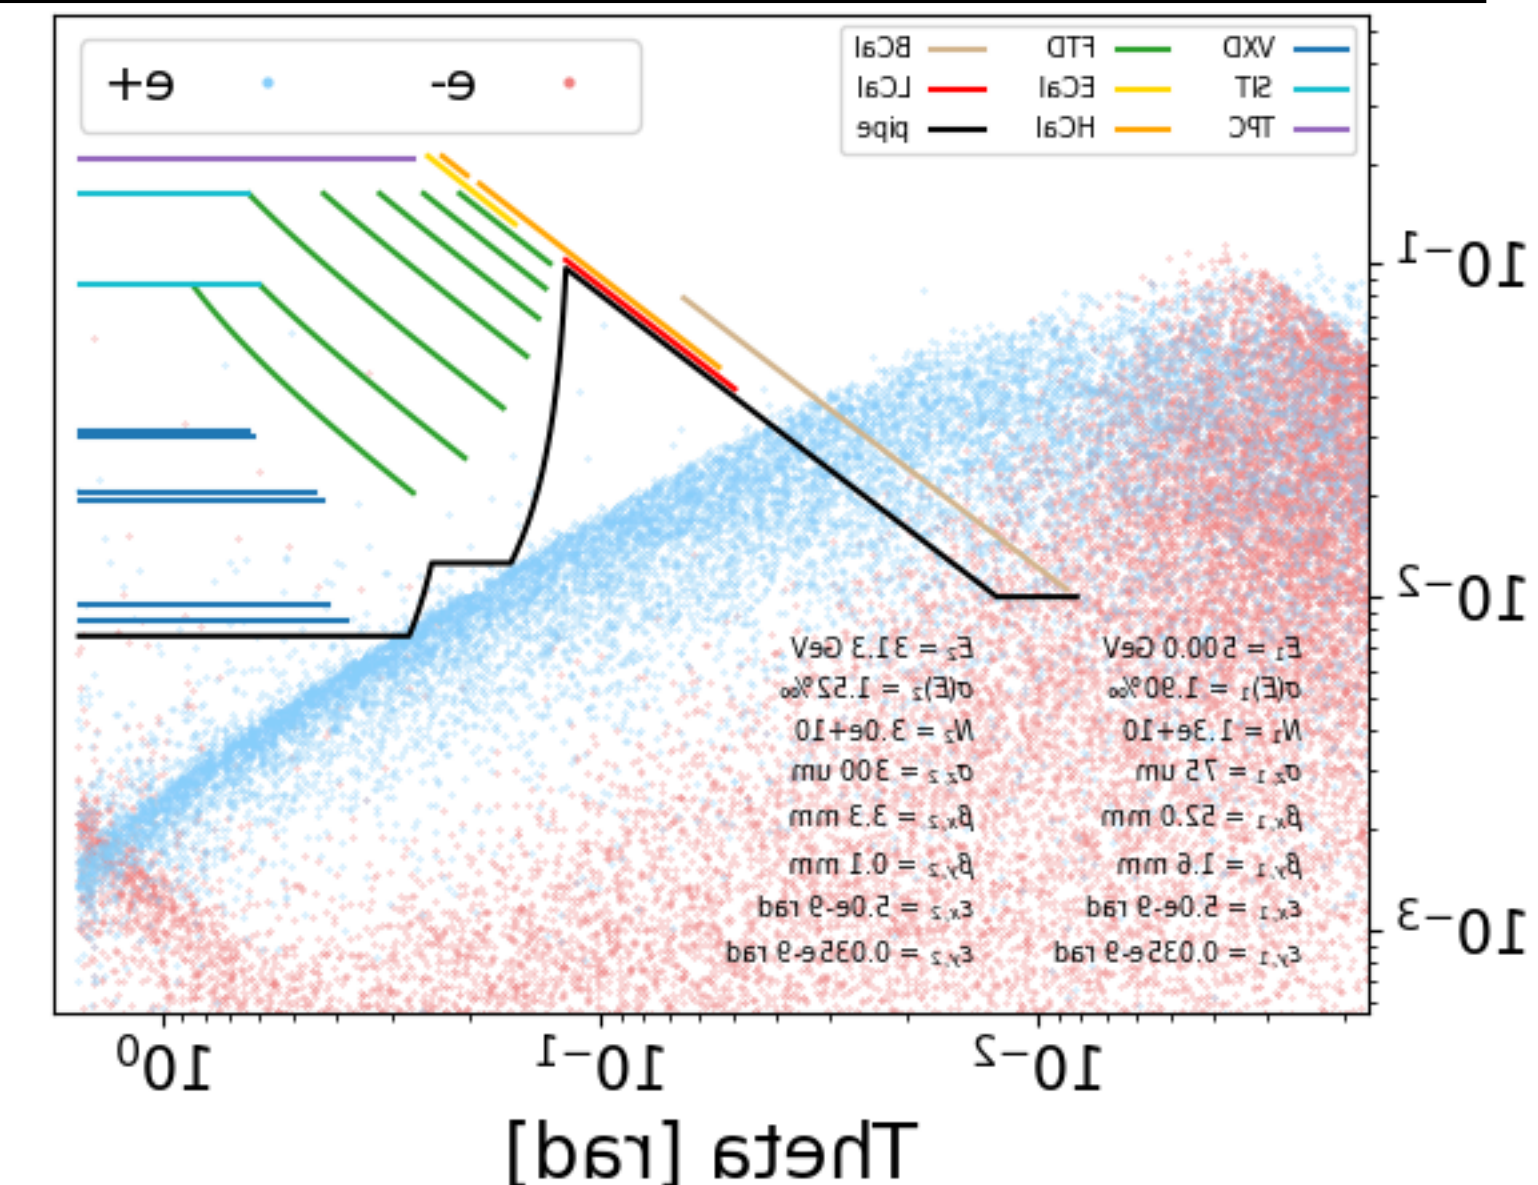 VXD FTD BCal
SIT ECal LCal
TPC HCal pipe
e- e+
10⁻¹
10⁻²
10⁻³
E₁ = 500.0 GeV E₂ = 31.3 GeV
σ(E)₁ = 1.90‰ σ(E)₂ = 1.52‰
N₁ = 1.3e+10 N₂ = 3.0e+10
σz,1 = 75 um σz,2 = 300 um
βx,1 = 52.0 mm βx,2 = 3.3 mm
βy,1 = 1.6 mm βy,2 = 0.1 mm
εx,1 = 5.0e-9 rad εx,2 = 5.0e-9 rad
εy,1 = 0.035e-9 rad εy,2 = 0.035e-9 rad
10⁻² 10⁻¹ 10⁰
Theta [rad]